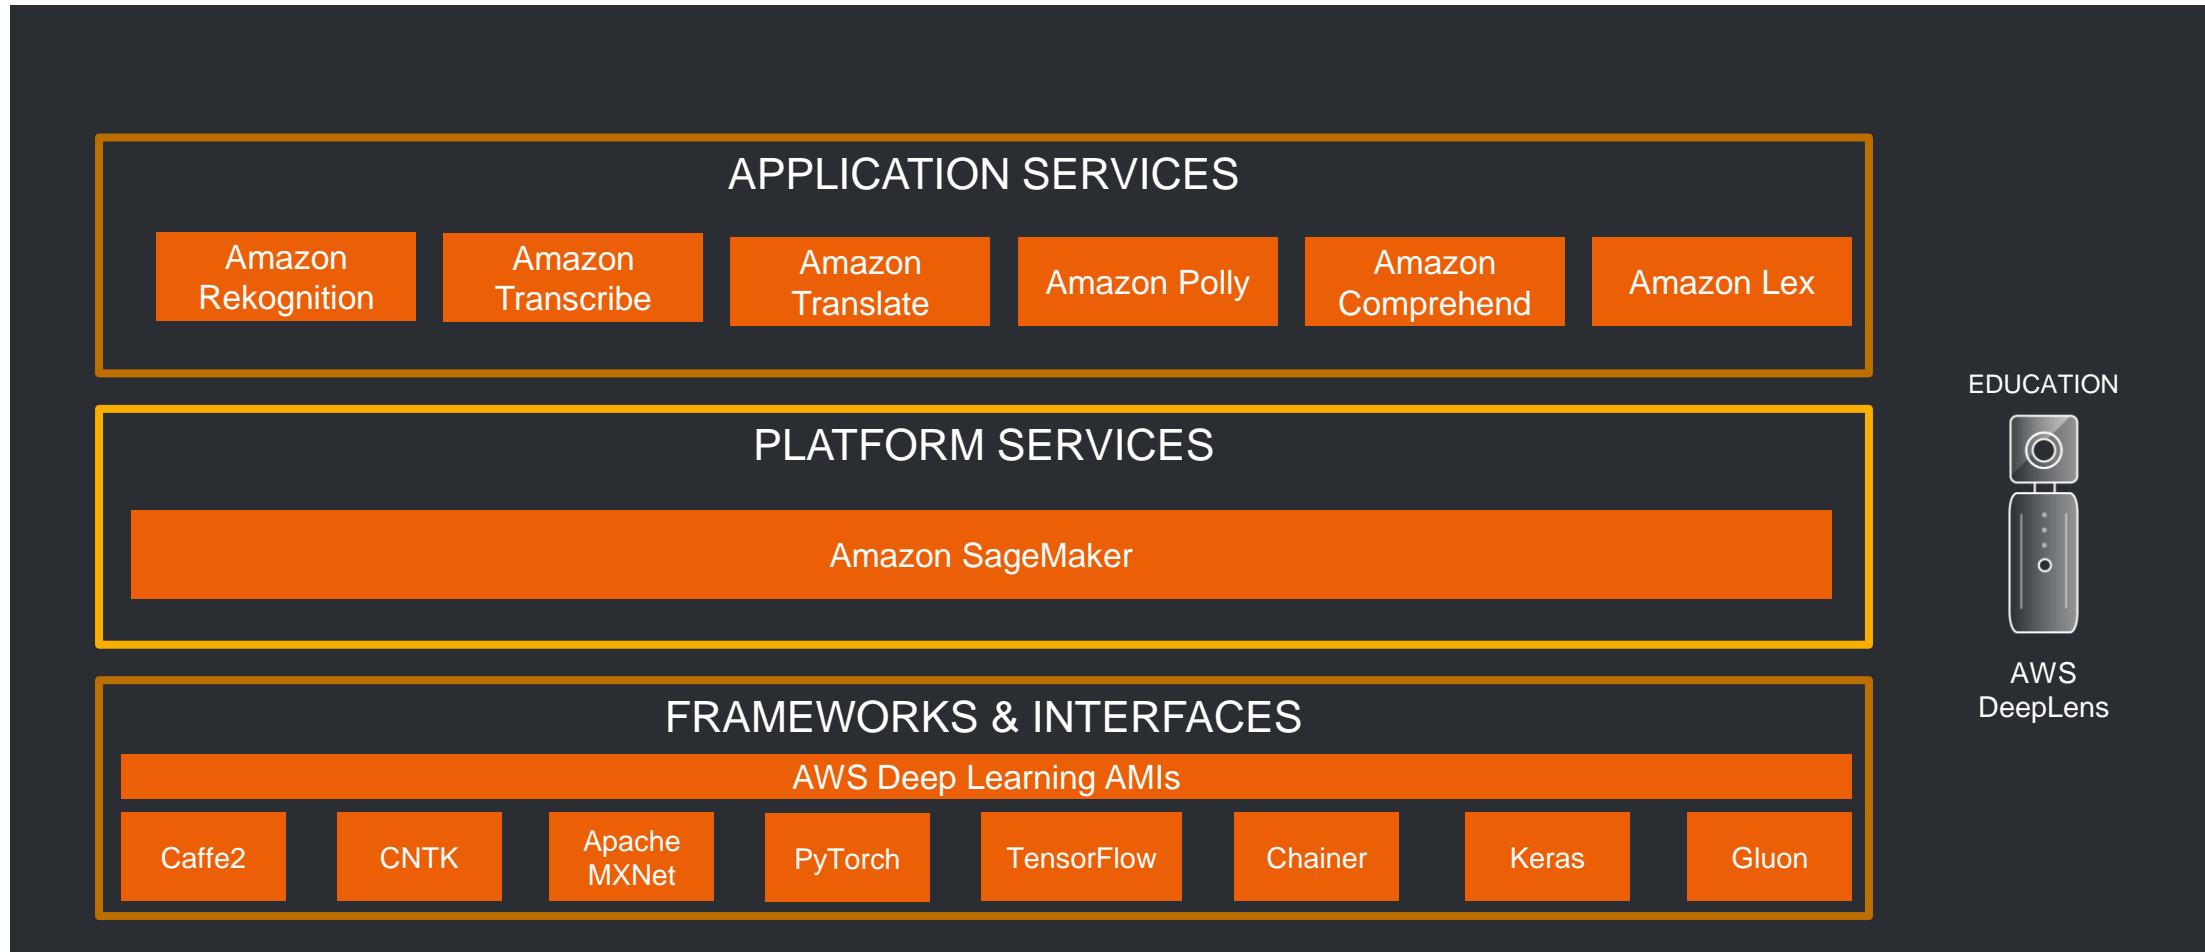 APPLICATION SERVICES
Amazon
Rekognition
Amazon
Transcribe
Amazon
Translate
Amazon Polly
Amazon
Comprehend
Amazon Lex
PLATFORM SERVICES
Amazon SageMaker
FRAMEWORKS & INTERFACES
AWS Deep Learning AMIs
Caffe2
CNTK
Apache
MXNet
PyTorch
TensorFlow
Chainer
Keras
Gluon
EDUCATION
AWS
DeepLens